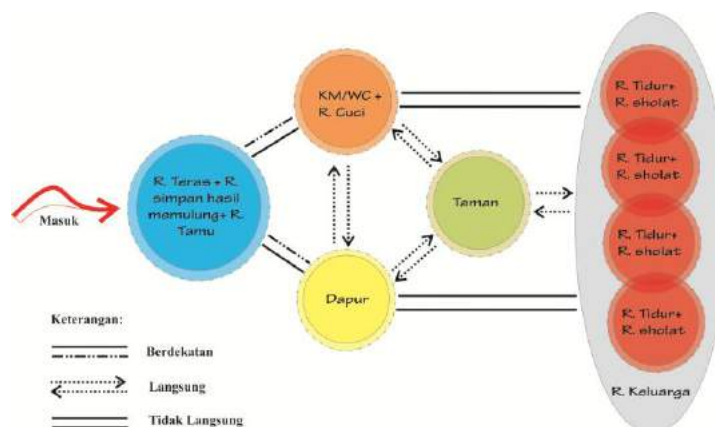 Masuk
R. Teras + R.
simpan hasil
mamulung+ R.
Tamu
KM/WC +
R. Cuci
Dapur
Taman
R. Tidur+
R. sholat
R. Tidur+
R. sholat
R. Tidur+
R. sholat
R. Tidur+
R. sholat
R. Keluarga
Keterangan:
Berdekatan
Langsung
Tidak Langsung